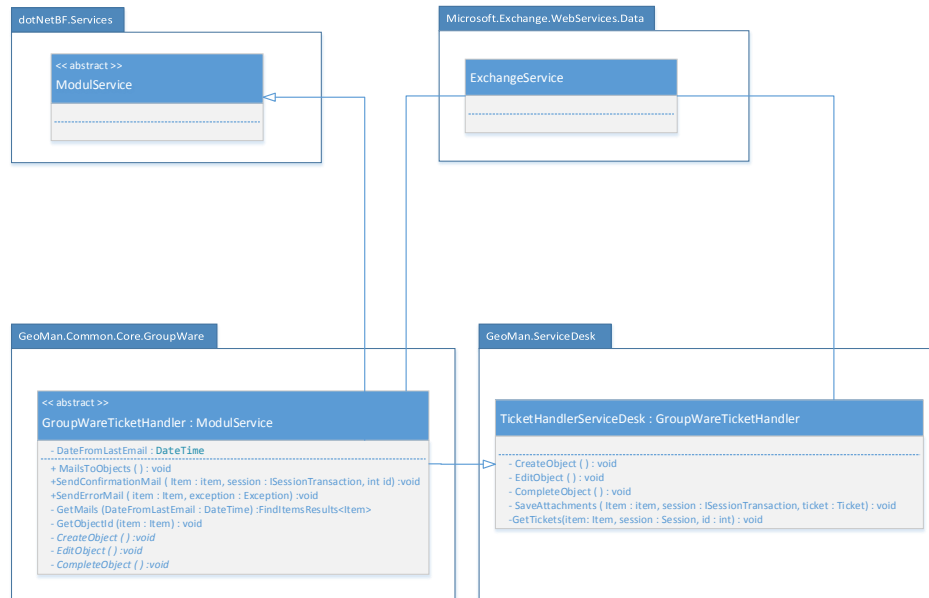 dotNetBF.Services
<< abstract >>
ModulService
Microsoft.Exchange.WebServices.Data
ExchangeService
GeoMan.Common.Core.GroupWare
<< abstract >>
GroupWareTicketHandler : ModulService
- DateFromLastEmail : DateTime
+ MailsToObjects ( ) : void
+SendConfirmationMail ( Item : item, session : ISessionTransaction, int id) :void
+SendErrorMail ( item : Item, exception : Exception) :void
- GetMails (DateFromLastEmail : DateTime) :FindItemsResults<Item>
- GetObjectId (item : Item) : void
- CreateObject ( ) :void
- EditObject ( ) :void
- CompleteObject ( ) :void
GeoMan.ServiceDesk
TicketHandlerServiceDesk : GroupWareTicketHandler
- CreateObject ( ) : void
- EditObject ( ) : void
- CompleteObject ( ) : void
- SaveAttachments ( Item : item, session : ISessionTransaction, ticket : Ticket) : void
-GetTickets(item: Item, session : Session, id : int) : void